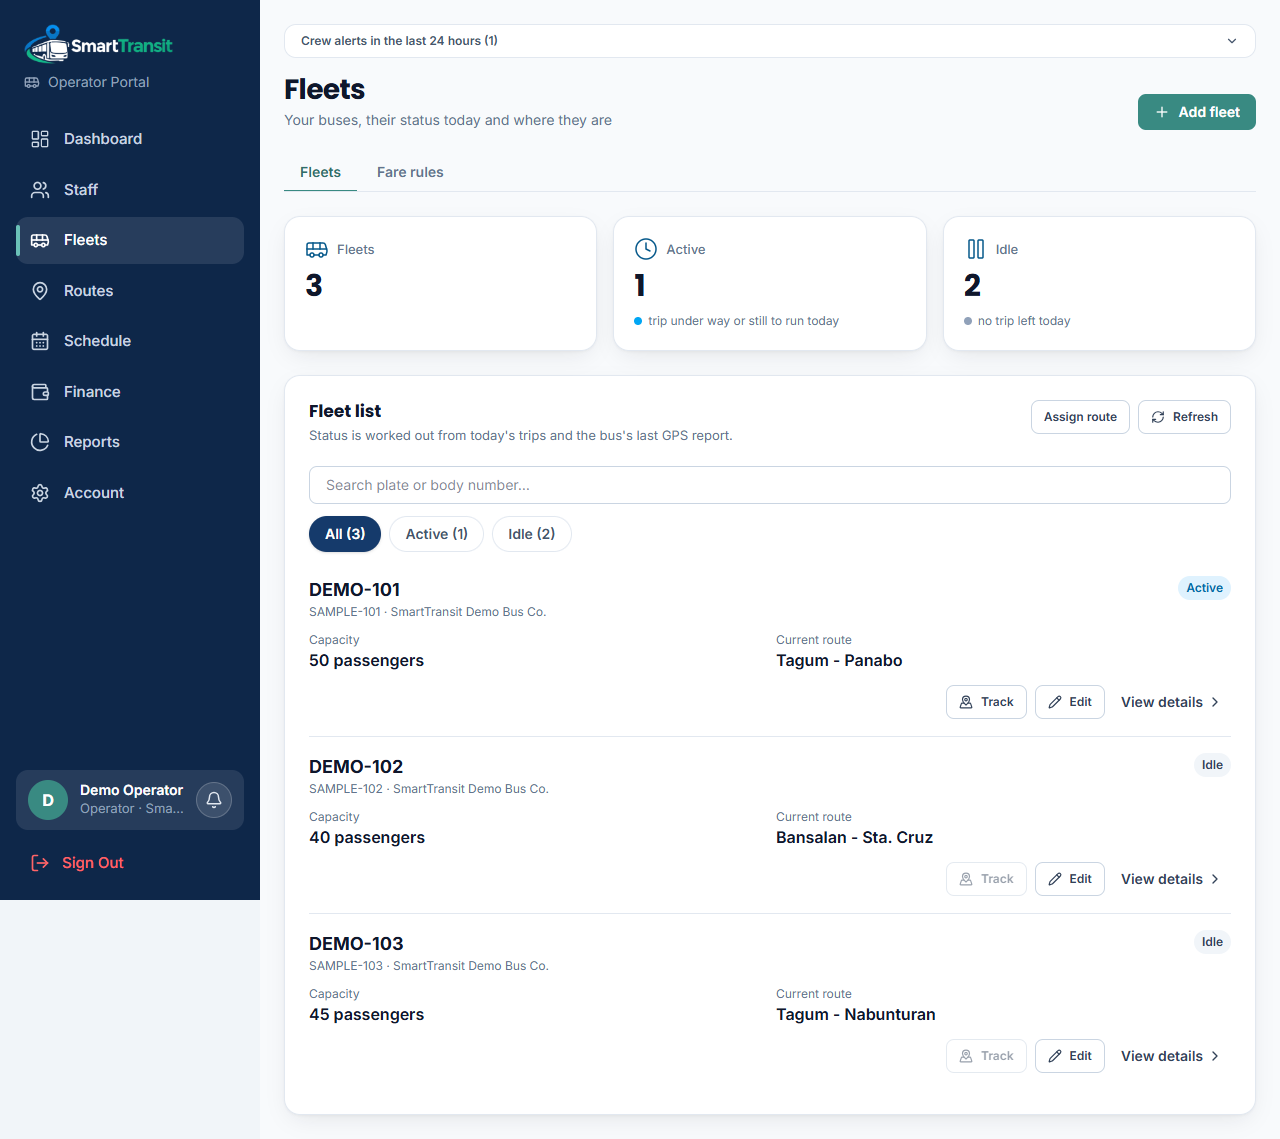 SmartTransit
Operator Portal
Dashboard
Staff
Fleets
Routes
Schedule
Finance
Reports
Account
D
Demo Operator
Operator · Sma...
Sign Out
Crew alerts in the last 24 hours (1)
Fleets
Your buses, their status today and where they are
Add fleet
Fleets
Fare rules
Fleets
3
Active
1
trip under way or still to run today
Idle
2
no trip left today
Fleet list
Status is worked out from today's trips and the bus's last GPS report.
Assign route
Refresh
Search plate or body number...
All (3)
Active (1)
Idle (2)
DEMO-101
Active
SAMPLE-101 · SmartTransit Demo Bus Co.
Capacity
50 passengers
Current route
Tagum - Panabo
Track
Edit
View details
DEMO-102
Idle
SAMPLE-102 · SmartTransit Demo Bus Co.
Capacity
40 passengers
Current route
Bansalan - Sta. Cruz
Track
Edit
View details
DEMO-103
Idle
SAMPLE-103 · SmartTransit Demo Bus Co.
Capacity
45 passengers
Current route
Tagum - Nabunturan
Track
Edit
View details